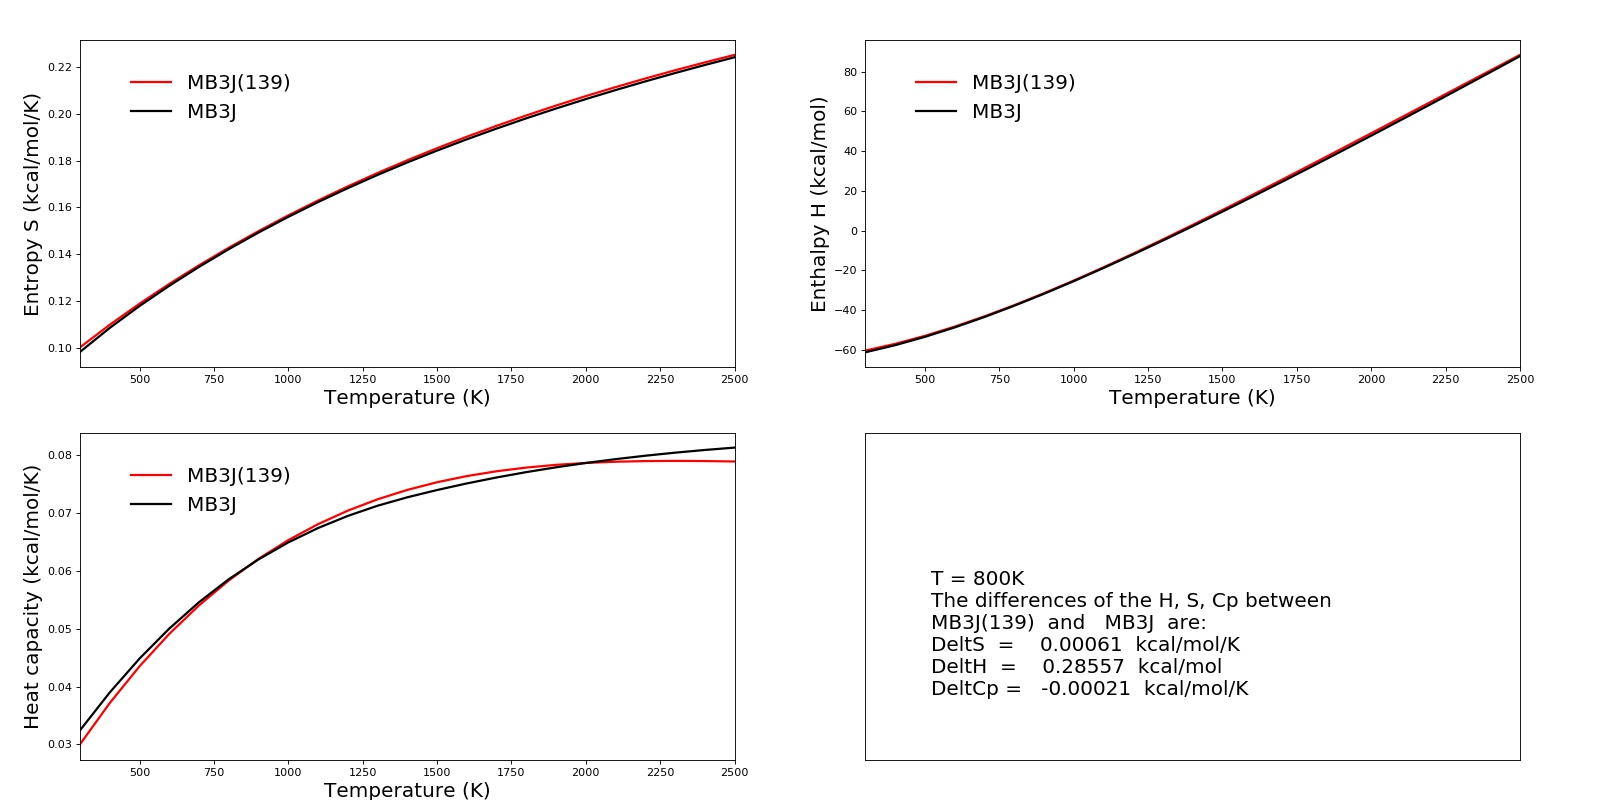 MB3J(139)
MB3J
Entropy S (kcal/mol/K)
0.22
0.20
0.18
0.16
0.14
0.12
0.10
500 750 1000 1250 1500 1750 2000 2250 2500
Temperature (K)
MB3J(139)
MB3J
Enthalpy H (kcal/mol)
80
60
40
20
0
−20
−40
−60
500 750 1000 1250 1500 1750 2000 2250 2500
Temperature (K)
MB3J(139)
MB3J
Heat capacity (kcal/mol/K)
0.08
0.07
0.06
0.05
0.04
0.03
500 750 1000 1250 1500 1750 2000 2250 2500
Temperature (K)
T = 800K
The differences of the H, S, Cp between
MB3J(139)  and   MB3J  are:
DeltS  =    0.00061  kcal/mol/K
DeltH  =    0.28557  kcal/mol
DeltCp =   -0.00021  kcal/mol/K